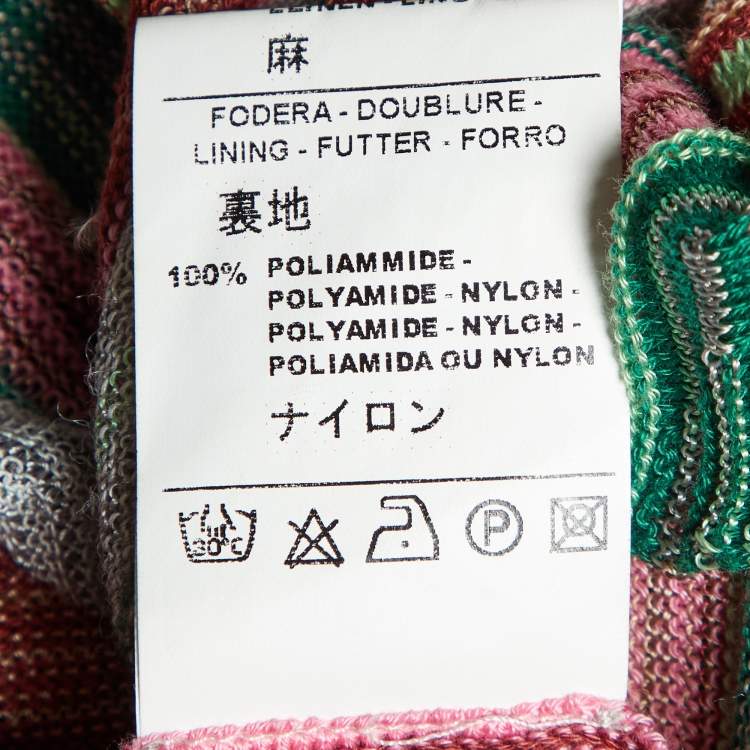 麻
FODERA - DOUBLURE -
LINING - FUTTER - FORRO
裏地
100% POLIAMMIDE -
POLYAMIDE - NYLON -
POLYAMIDE - NYLON -
POLIAMIDA OU NYLON
ナイロン
30°C P